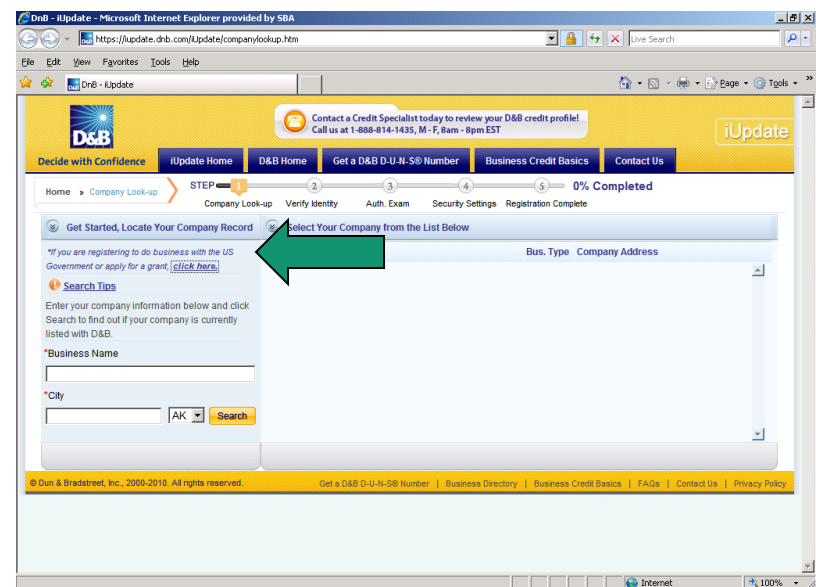 DnB - iUpdate - Microsoft Internet Explorer provided by SBA
https://iupdate.dnb.com/iUpdate/companylookup.htm
Live Search
File Edit View Favorites Tools Help
DnB - iUpdate
Page Tools
D&B
Decide with Confidence
Contact a Credit Specialist today to review your D&B credit profile!
Call us at 1-888-814-1435, M - F, 8am - 8pm EST
iUpdate
iUpdate Home D&B Home Get a D&B D-U-N-S® Number Business Credit Basics Contact Us
Home » Company Look-up
STEP 1 2 3 4 5 0% Completed
Company Look-up Verify Identity Auth. Exam Security Settings Registration Complete
Get Started, Locate Your Company Record
*If you are registering to do business with the US
Government or apply for a grant, click here.
Search Tips
Enter your company information below and click
Search to find out if your company is currently
listed with D&B.
*Business Name
*City
AK Search
Select Your Company from the List Below
Bus. Type Company Address
© Dun & Bradstreet, Inc., 2000-2010. All rights reserved.
Get a D&B D-U-N-S® Number | Business Directory | Business Credit Basics | FAQs | Contact Us | Privacy Policy
Internet 100%